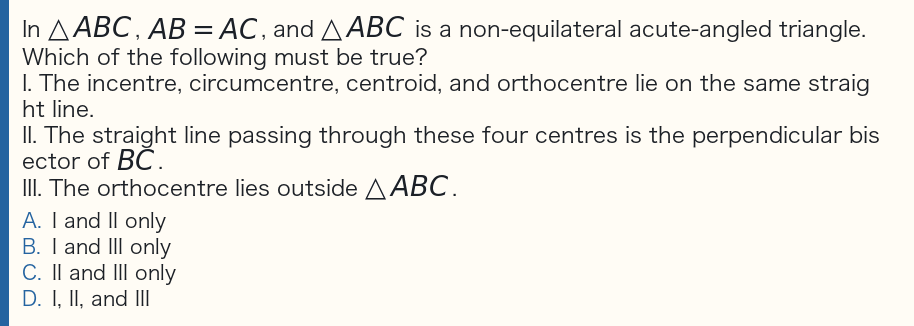 In △ABC, AB = AC, and △ABC is a non-equilateral acute-angled triangle.
Which of the following must be true?
I. The incentre, circumcentre, centroid, and orthocentre lie on the same straig
ht line.
II. The straight line passing through these four centres is the perpendicular bis
ector of BC.
III. The orthocentre lies outside △ABC.
A. I and II only
B. I and III only
C. II and III only
D. I, II, and III